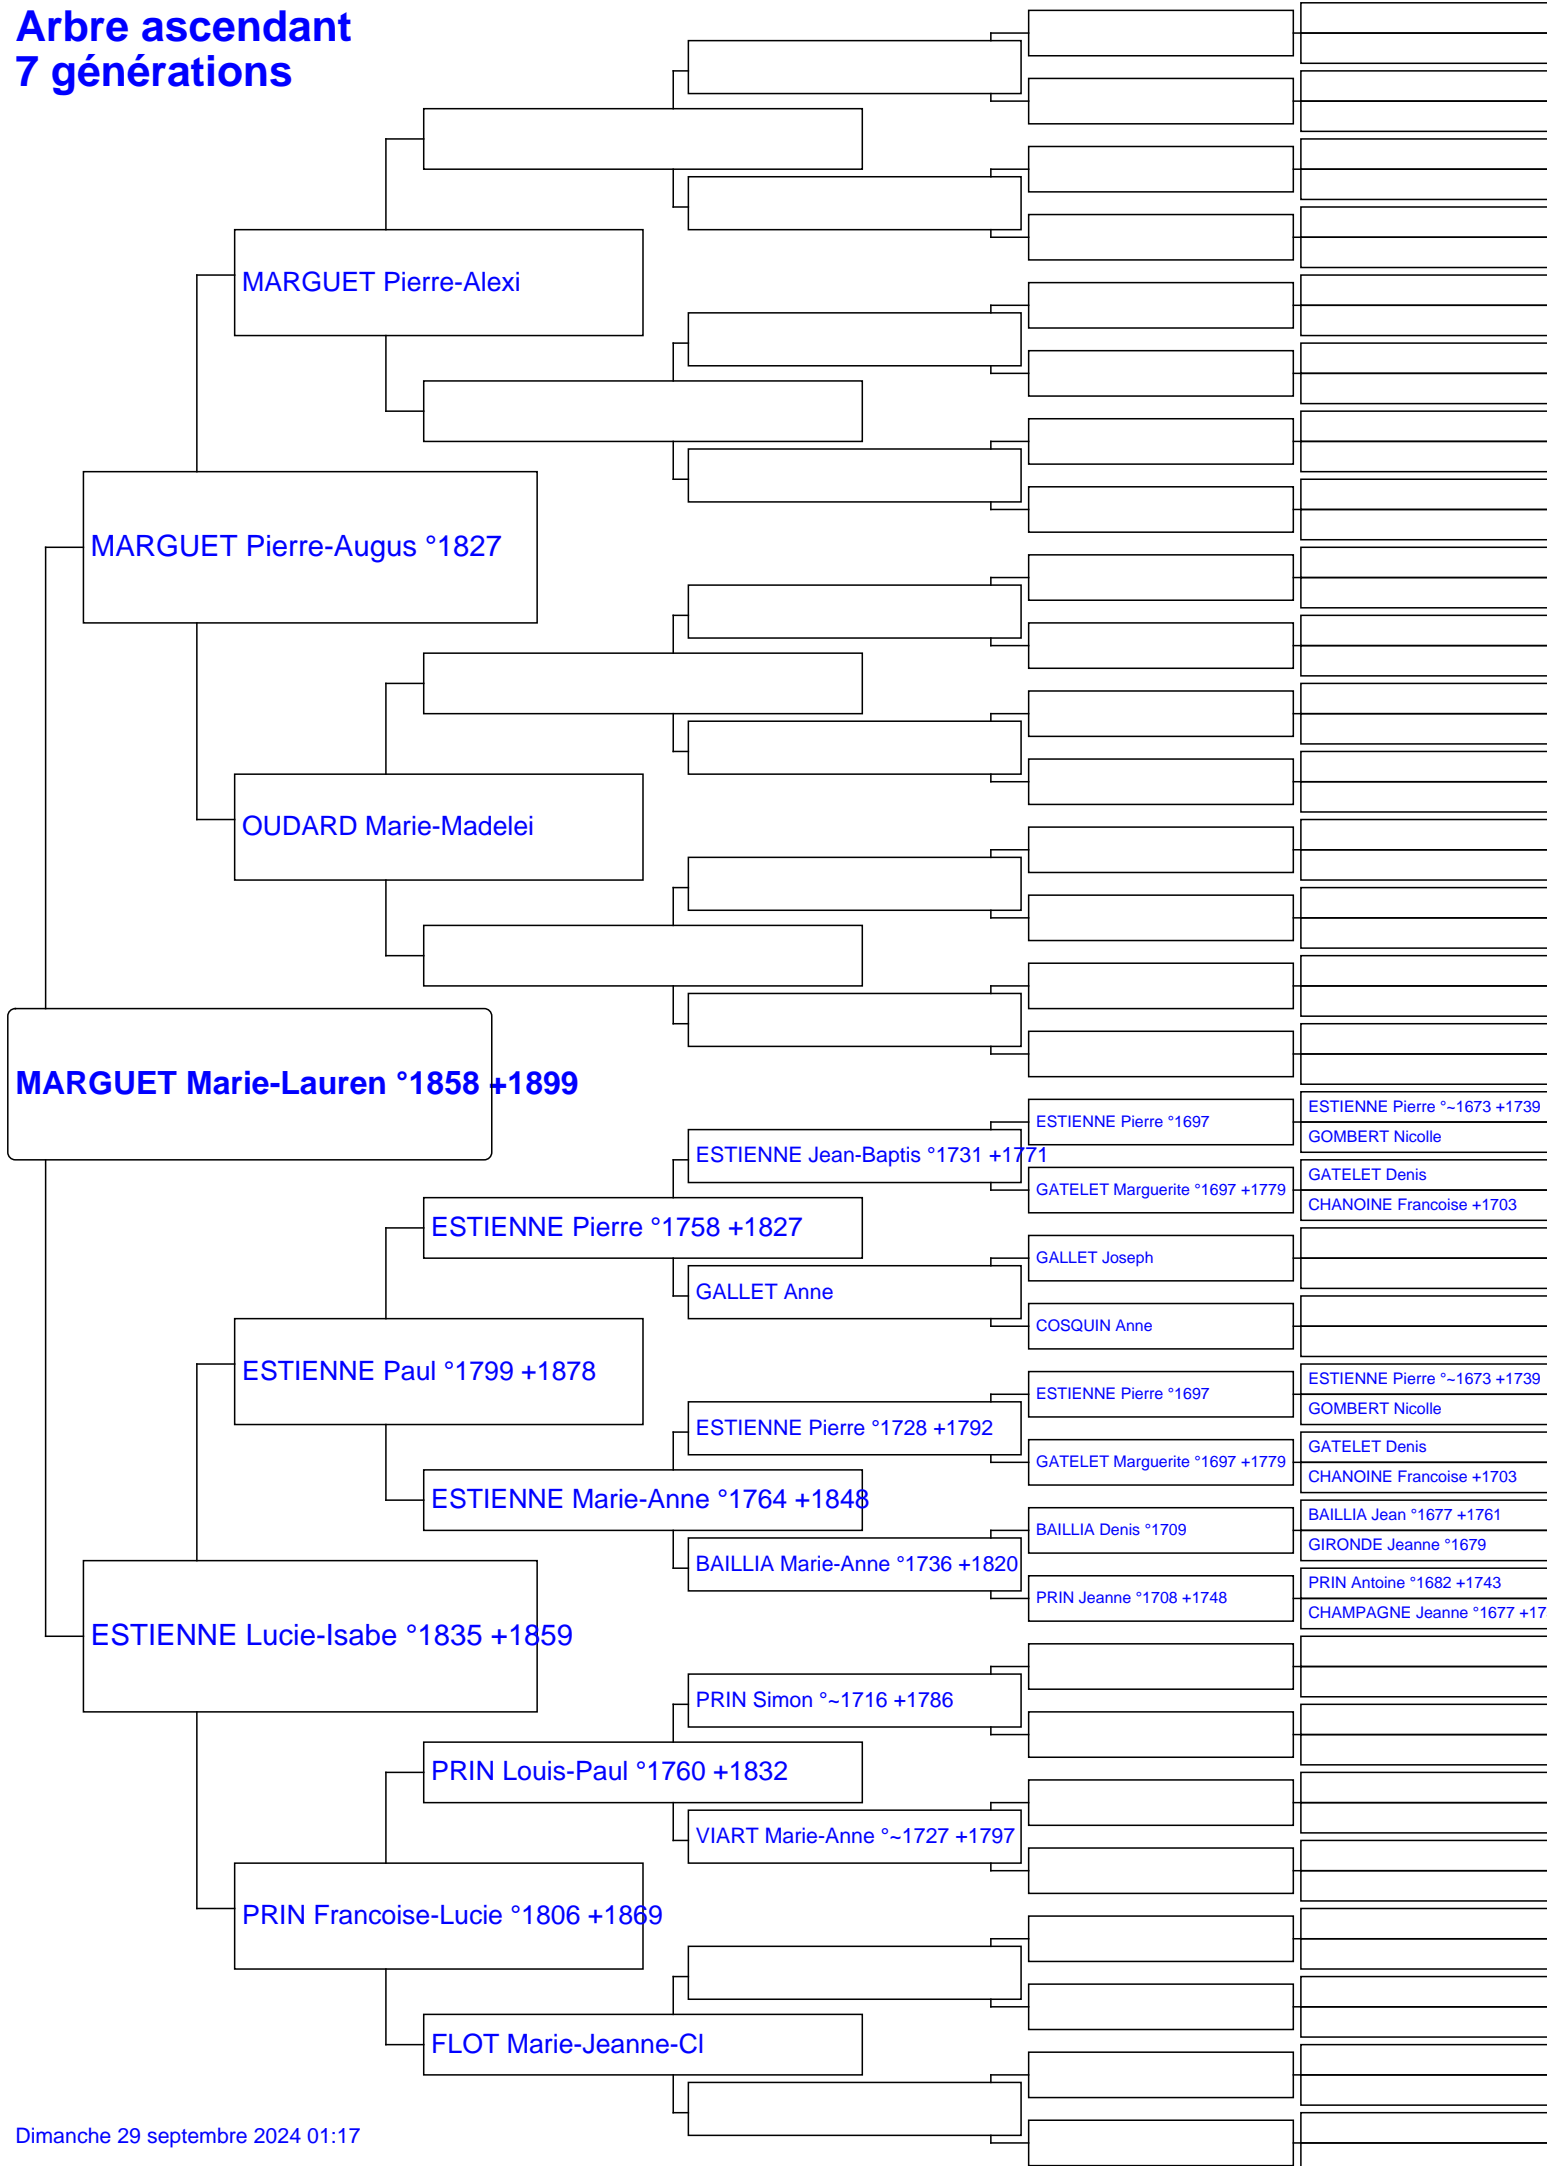 Arbre ascendant
7 générations
MARGUET Pierre-Alexi
MARGUET Pierre-Augus °1827
OUDARD Marie-Madelei
MARGUET Marie-Lauren °1858 +1899
ESTIENNE Pierre °~1673 +1739
ESTIENNE Pierre °1697
GOMBERT Nicolle
ESTIENNE Jean-Baptis °1731 +1771
GATELET Denis
GATELET Marguerite °1697 +1779
CHANOINE Francoise +1703
ESTIENNE Pierre °1758 +1827
GALLET Joseph
GALLET Anne
COSQUIN Anne
ESTIENNE Paul °1799 +1878
ESTIENNE Pierre °~1673 +1739
ESTIENNE Pierre °1697
GOMBERT Nicolle
ESTIENNE Pierre °1728 +1792
GATELET Denis
GATELET Marguerite °1697 +1779
CHANOINE Francoise +1703
ESTIENNE Marie-Anne °1764 +1848
BAILLIA Jean °1677 +1761
BAILLIA Denis °1709
GIRONDE Jeanne °1679
BAILLIA Marie-Anne °1736 +1820
PRIN Antoine °1682 +1743
PRIN Jeanne °1708 +1748
CHAMPAGNE Jeanne °1677 +17
ESTIENNE Lucie-Isabe °1835 +1859
PRIN Simon °~1716 +1786
PRIN Louis-Paul °1760 +1832
VIART Marie-Anne °~1727 +1797
PRIN Francoise-Lucie °1806 +1869
FLOT Marie-Jeanne-Cl
Dimanche 29 septembre 2024 01:17